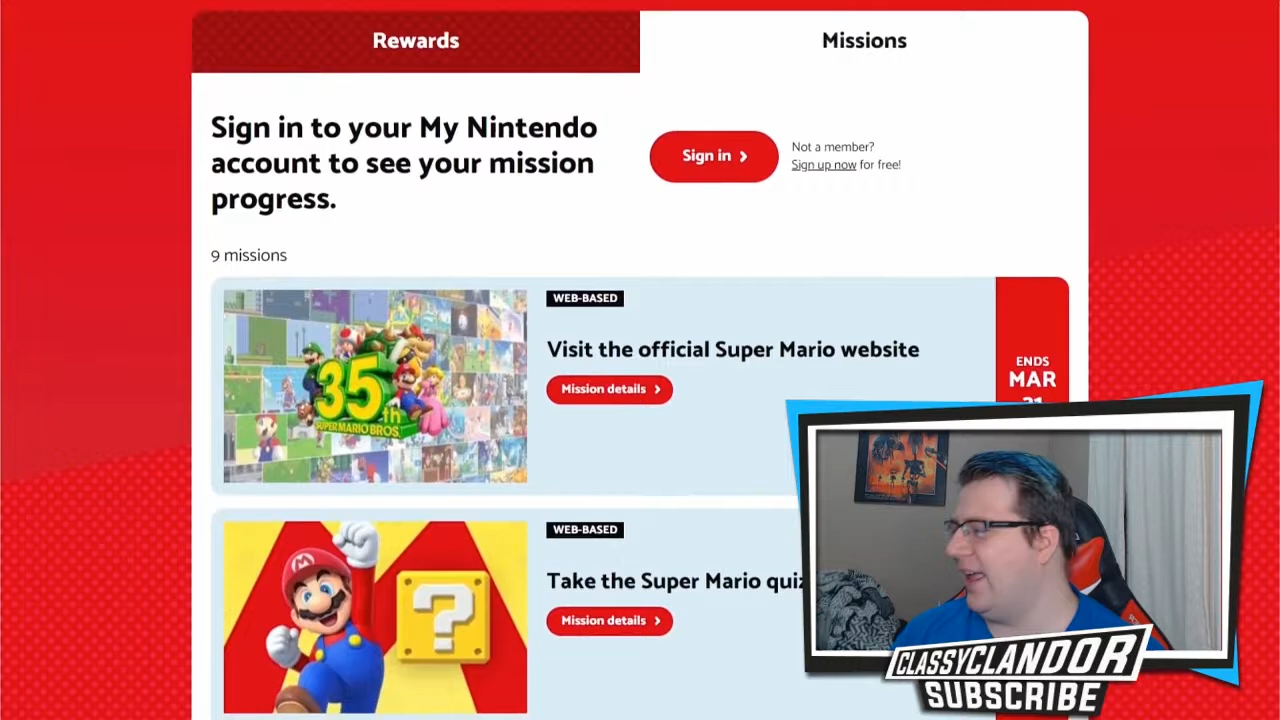 Rewards
Missions
Sign in to your My Nintendo
account to see your mission
progress.
Sign in
Not a member?
Sign up now for free!
9 missions
WEB-BASED
Visit the official Super Mario website
Mission details
ENDS
MAR
31
35th
SUPER MARIO BROS.
WEB-BASED
Take the Super Mario quiz
Mission details
?
CLASSYCLANDOR
SUBSCRIBE